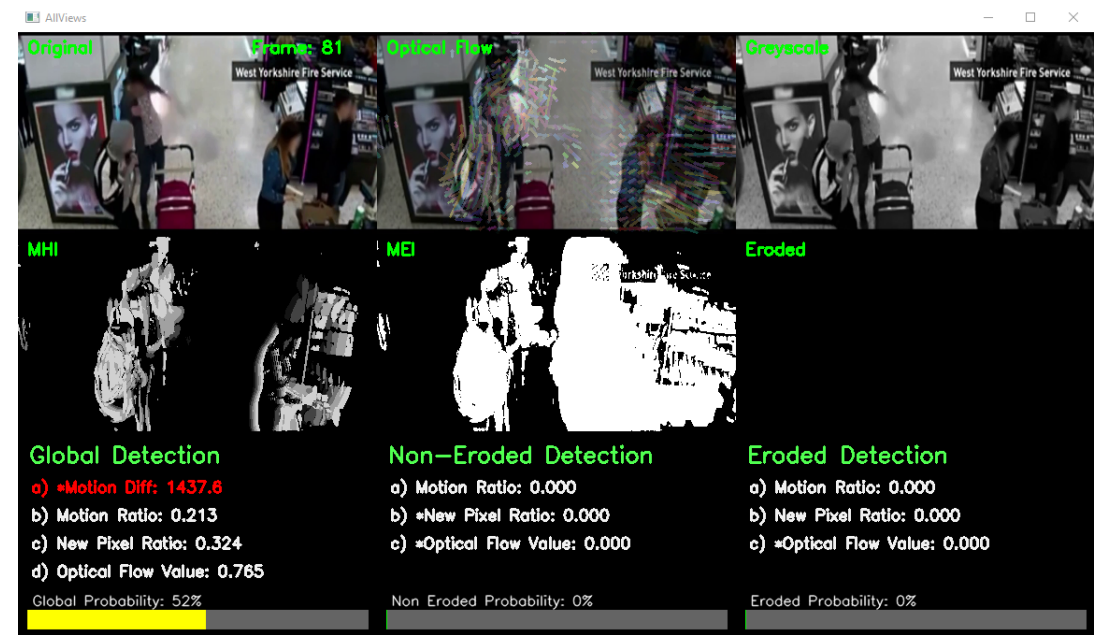 AllViews
Original Frame: 81 Optical Flow Greyscale
West Yorkshire Fire Service West Yorkshire Fire Service West Yorkshire Fire Service
MHI MEI Eroded
Yorkshire Fire Service
Global Detection Non-Eroded Detection Eroded Detection
a) *Motion Diff: 1437.6 a) Motion Ratio: 0.000 a) Motion Ratio: 0.000
b) Motion Ratio: 0.213 b) *New Pixel Ratio: 0.000 b) New Pixel Ratio: 0.000
c) New Pixel Ratio: 0.324 c) *Optical Flow Value: 0.000 c) *Optical Flow Value: 0.000
d) Optical Flow Value: 0.765
Global Probability: 52% Non Eroded Probability: 0% Eroded Probability: 0%